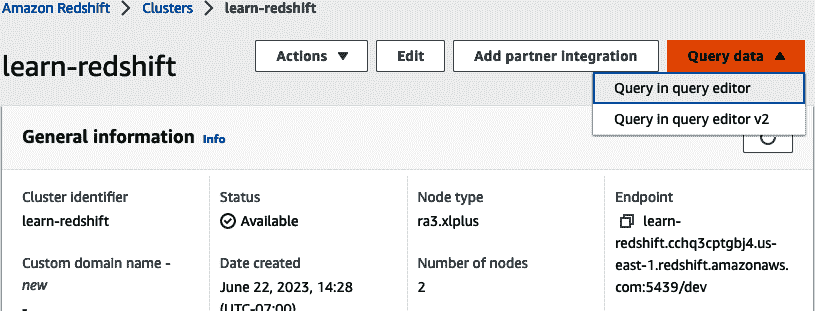 Amazon Redshift > Clusters > learn-redshift
learn-redshift
Actions Edit Add partner integration Query data
Query in query editor
Query in query editor v2
General information Info
Cluster identifier Status Node type Endpoint
learn-redshift Available ra3.xlplus learn-
redshift.cchq3cptgbj4.us-
east-1.redshift.amazonaws.
com:5439/dev
Custom domain name - Date created Number of nodes
new June 22, 2023, 14:28 2
- (UTC-07:00)